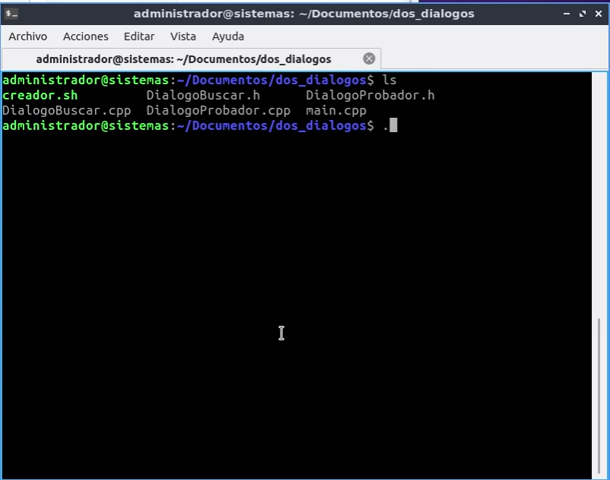 administrador@sistemas: ~/Documentos/dos_dialogos
Archivo Acciones Editar Vista Ayuda
administrador@sistemas: ~/Documentos/dos_dialogos
administrador@sistemas:~/Documentos/dos_dialogos$ ls
creador.sh DialogoBuscar.h DialogoProbador.h
DialogoBuscar.cpp DialogoProbador.cpp main.cpp
administrador@sistemas:~/Documentos/dos_dialogos$ .